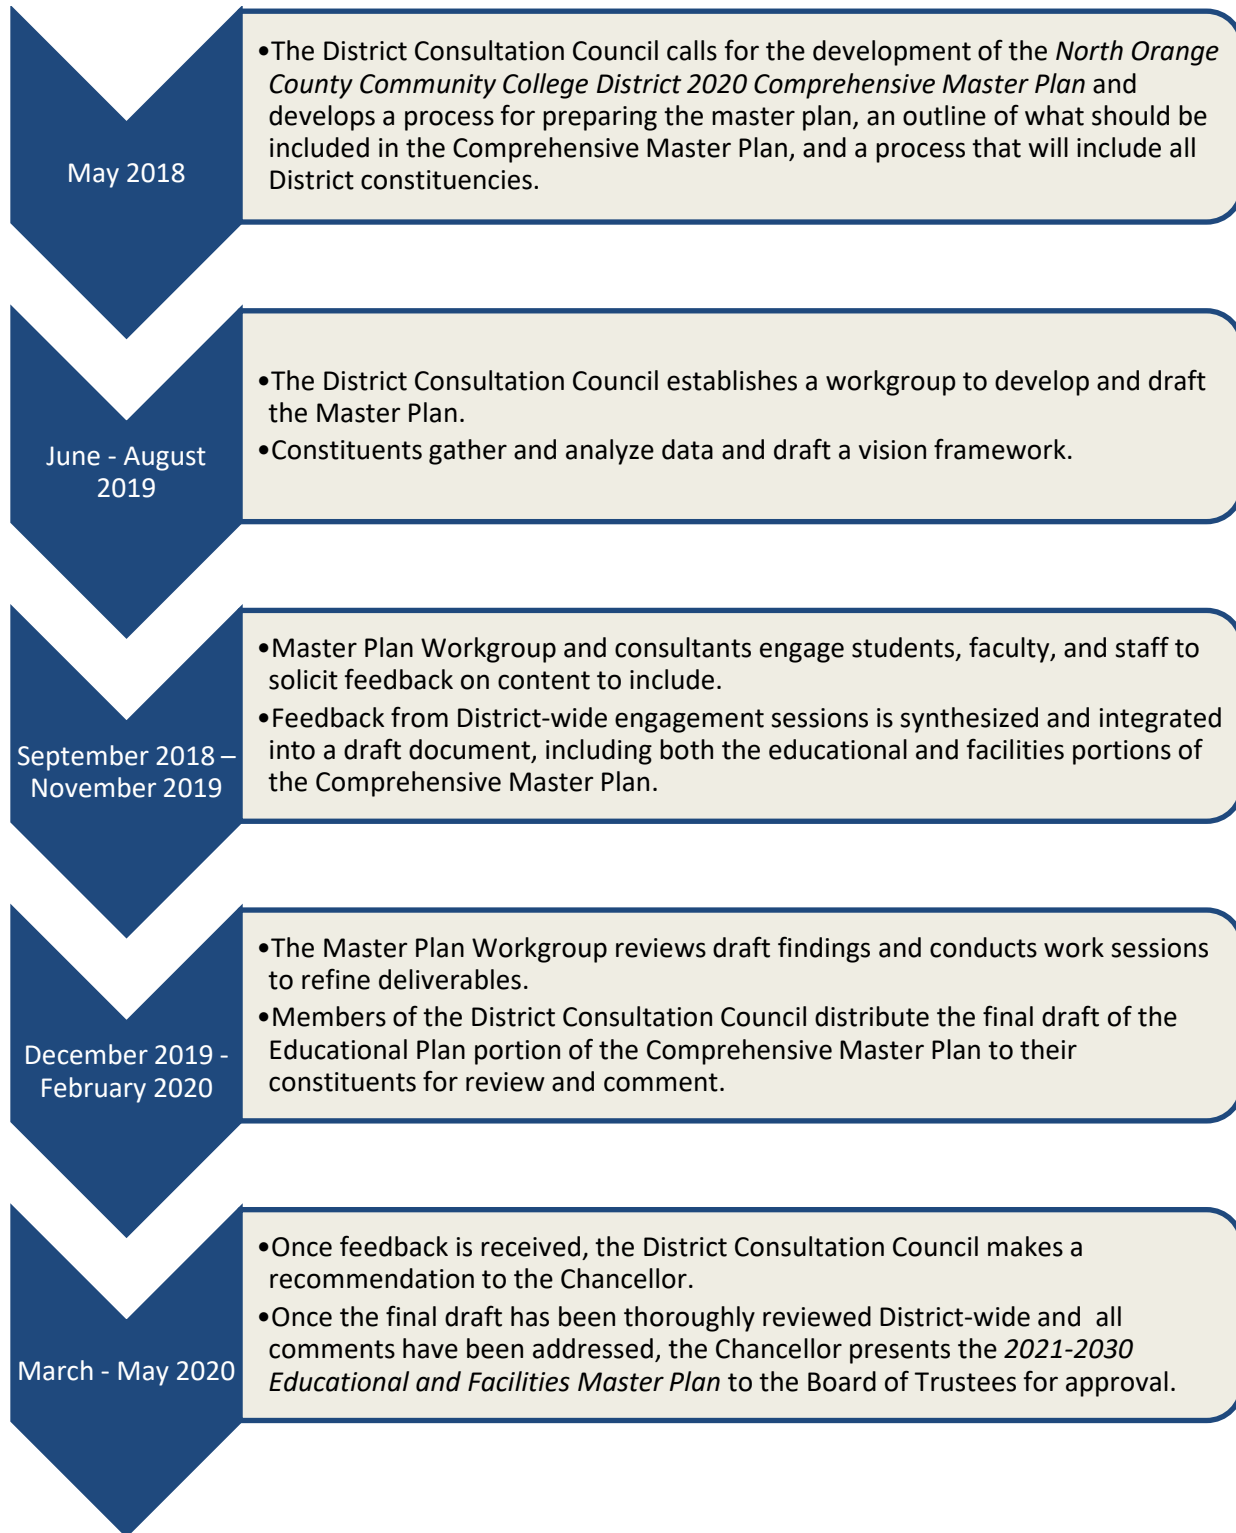 May 2018
•The District Consultation Council calls for the development of the North Orange
County Community College District 2020 Comprehensive Master Plan and
develops a process for preparing the master plan, an outline of what should be
included in the Comprehensive Master Plan, and a process that will include all
District constituencies.
June - August
2019
•The District Consultation Council establishes a workgroup to develop and draft
the Master Plan.
•Constituents gather and analyze data and draft a vision framework.
September 2018 –
November 2019
•Master Plan Workgroup and consultants engage students, faculty, and staff to
solicit feedback on content to include.
•Feedback from District-wide engagement sessions is synthesized and integrated
into a draft document, including both the educational and facilities portions of
the Comprehensive Master Plan.
December 2019 -
February 2020
•The Master Plan Workgroup reviews draft findings and conducts work sessions
to refine deliverables.
•Members of the District Consultation Council distribute the final draft of the
Educational Plan portion of the Comprehensive Master Plan to their
constituents for review and comment.
March - May 2020
•Once feedback is received, the District Consultation Council makes a
recommendation to the Chancellor.
•Once the final draft has been thoroughly reviewed District-wide and  all
comments have been addressed, the Chancellor presents the 2021-2030
Educational and Facilities Master Plan to the Board of Trustees for approval.